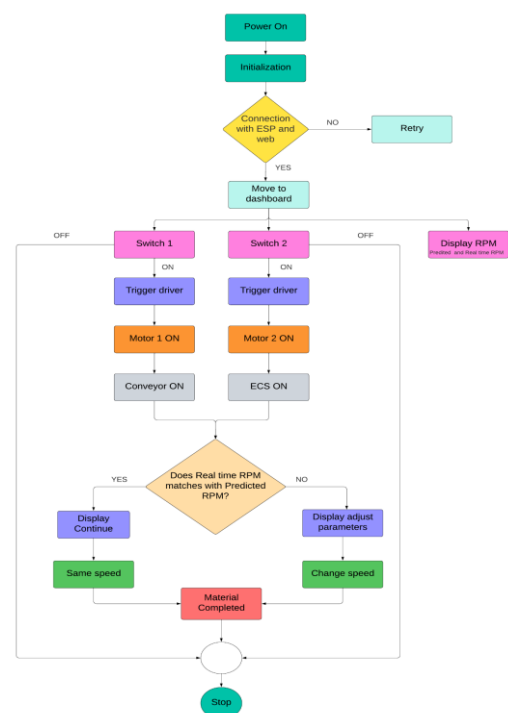 Power On
Initialization
Connection
with ESP and
web
NO
Retry
YES
Move to
dashboard
OFF
Switch 1
Switch 2
OFF
Display RPM
Predited and Real time RPM
ON
ON
Trigger driver
Trigger driver
Motor 1 ON
Motor 2 ON
Conveyor ON
ECS ON
Does Real time RPM
matches with Predicted
RPM?
YES
NO
Display
Continue
Display adjust
parameters
Same speed
Change speed
Material
Completed
Stop